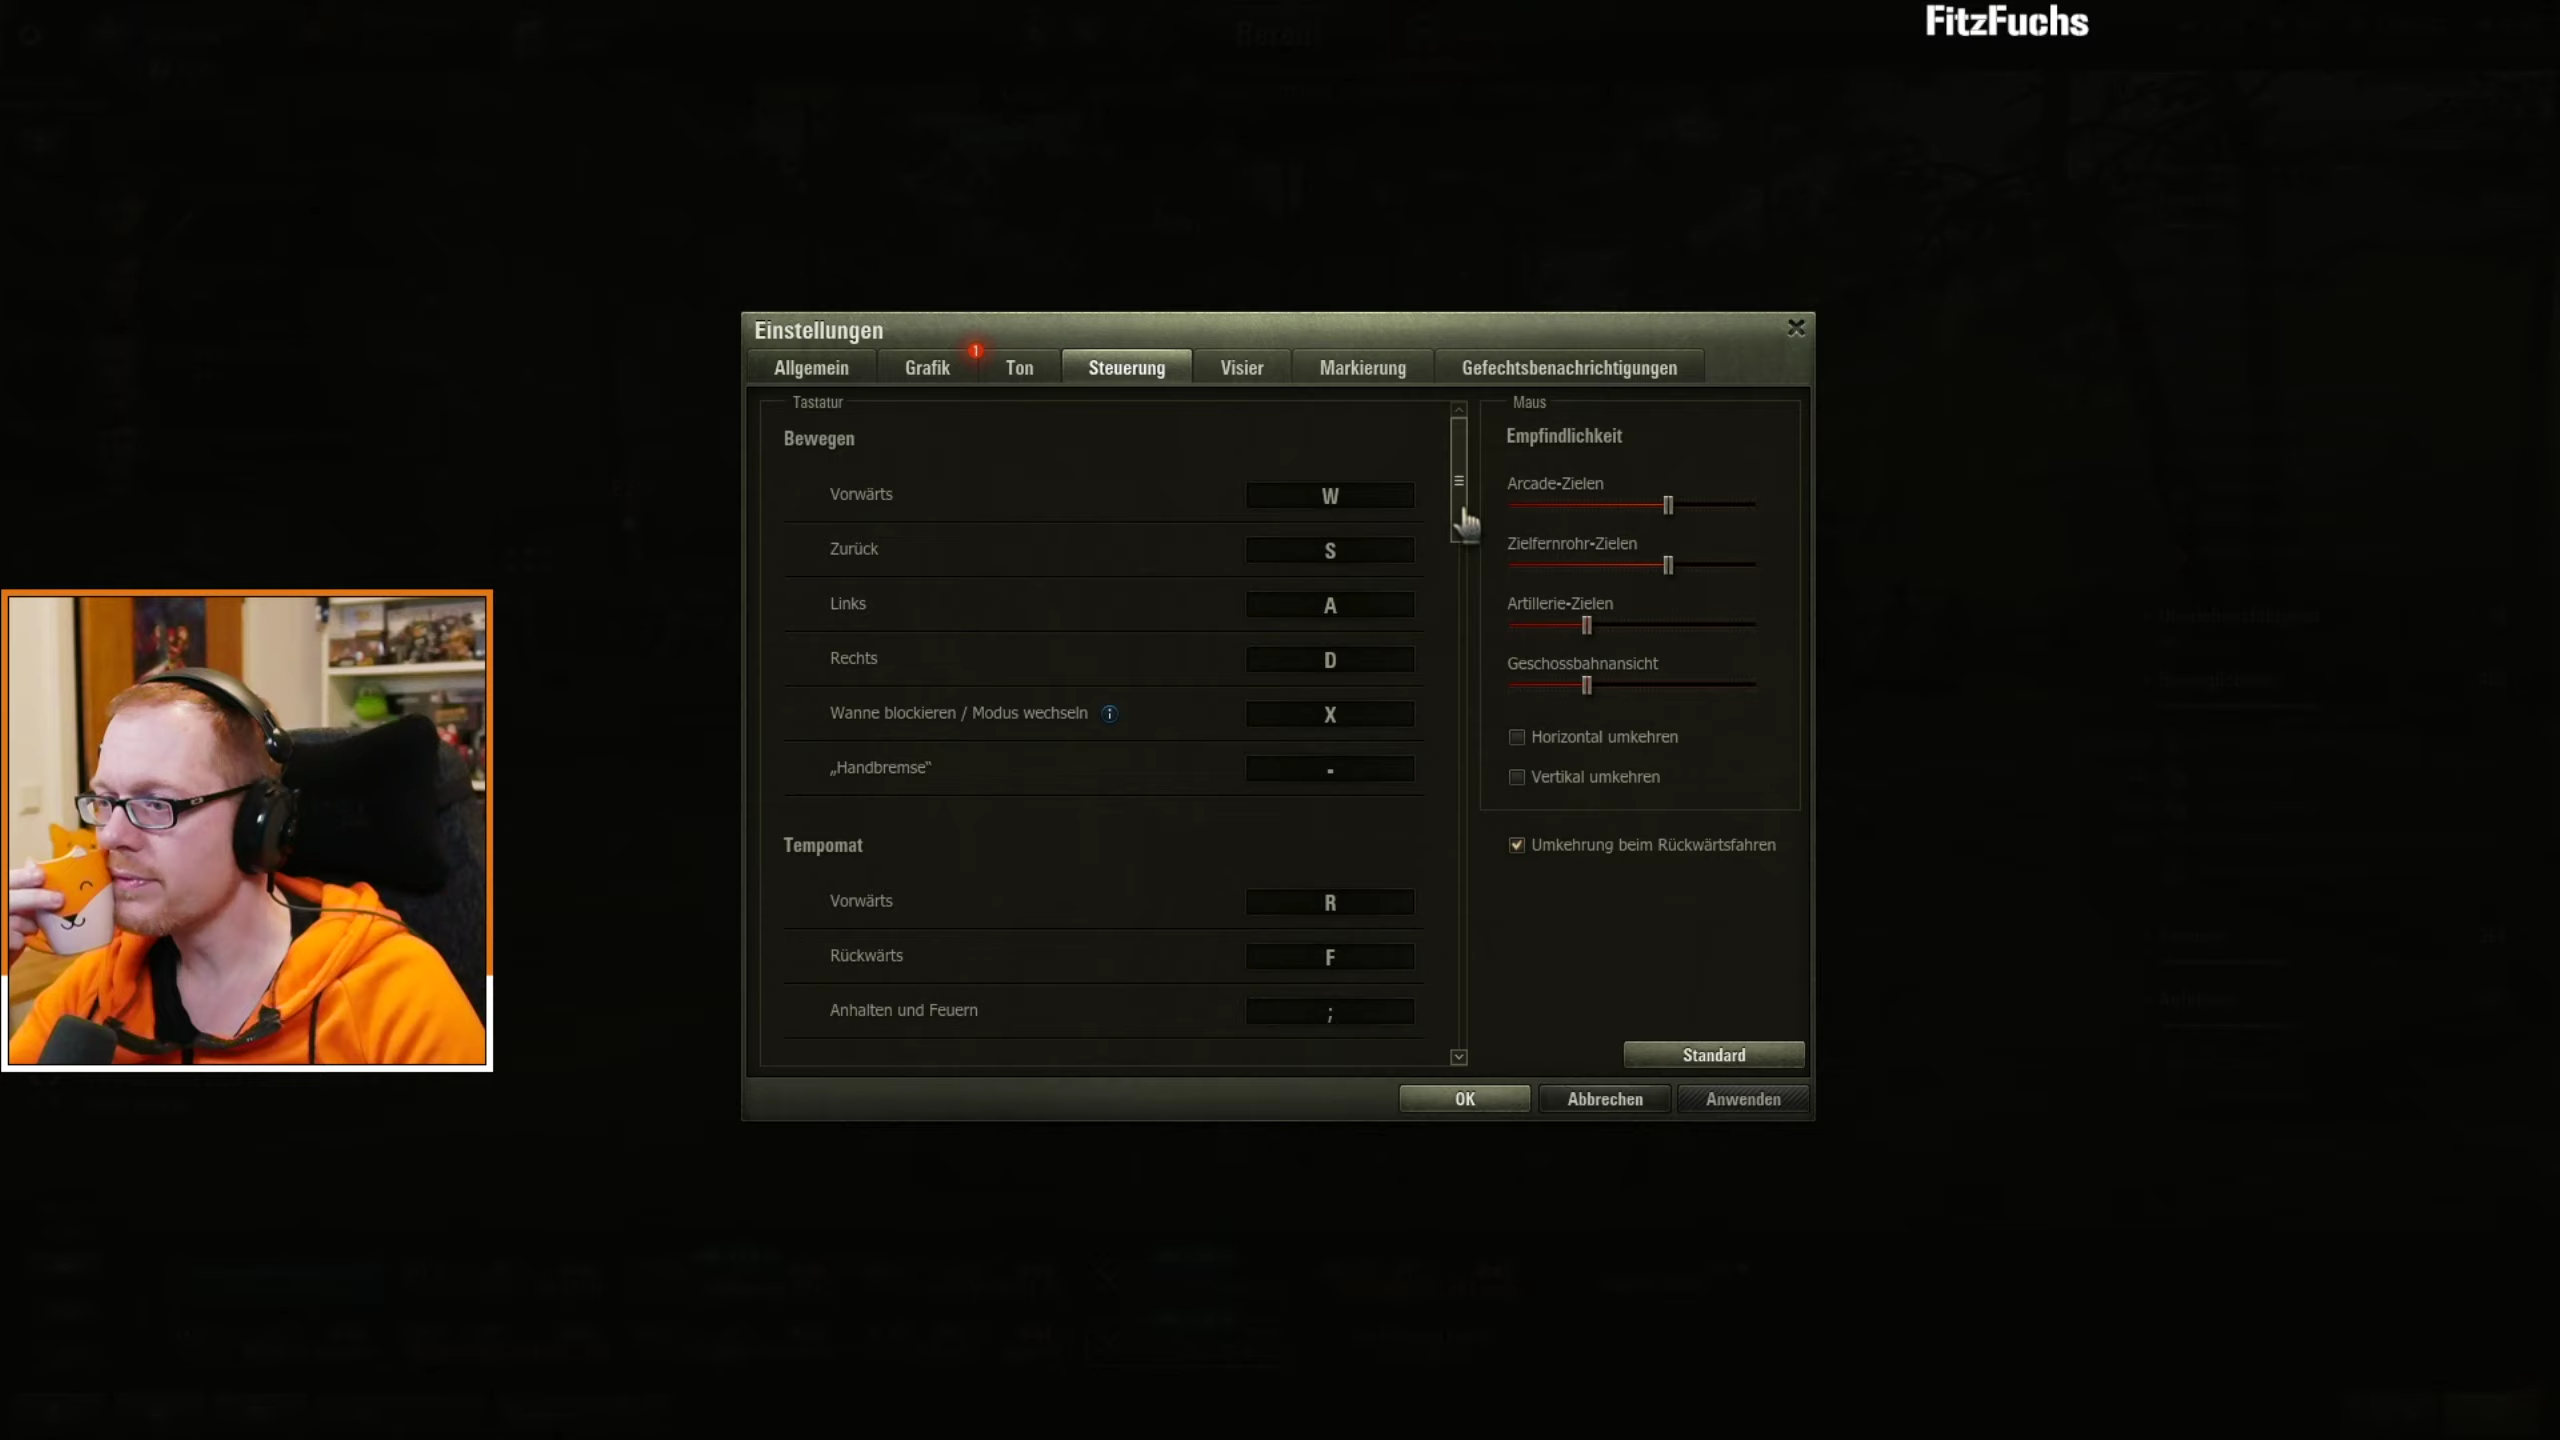 FitzFuchs
Einstellungen
Allgemein
Grafik
1
Ton
Steuerung
Visier
Markierung
Gefechtsbenachrichtigungen
Tastatur
Bewegen
Vorwärts W
Zurück S
Links A
Rechts D
Wanne blockieren / Modus wechseln i X
„Handbremse“ -
Tempomat
Vorwärts R
Rückwärts F
Anhalten und Feuern ;
Maus
Empfindlichkeit
Arcade-Zielen
Zielfernrohr-Zielen
Artillerie-Zielen
Geschossbahnansicht
Horizontal umkehren
Vertikal umkehren
Umkehrung beim Rückwärtsfahren
Standard
OK
Abbrechen
Anwenden